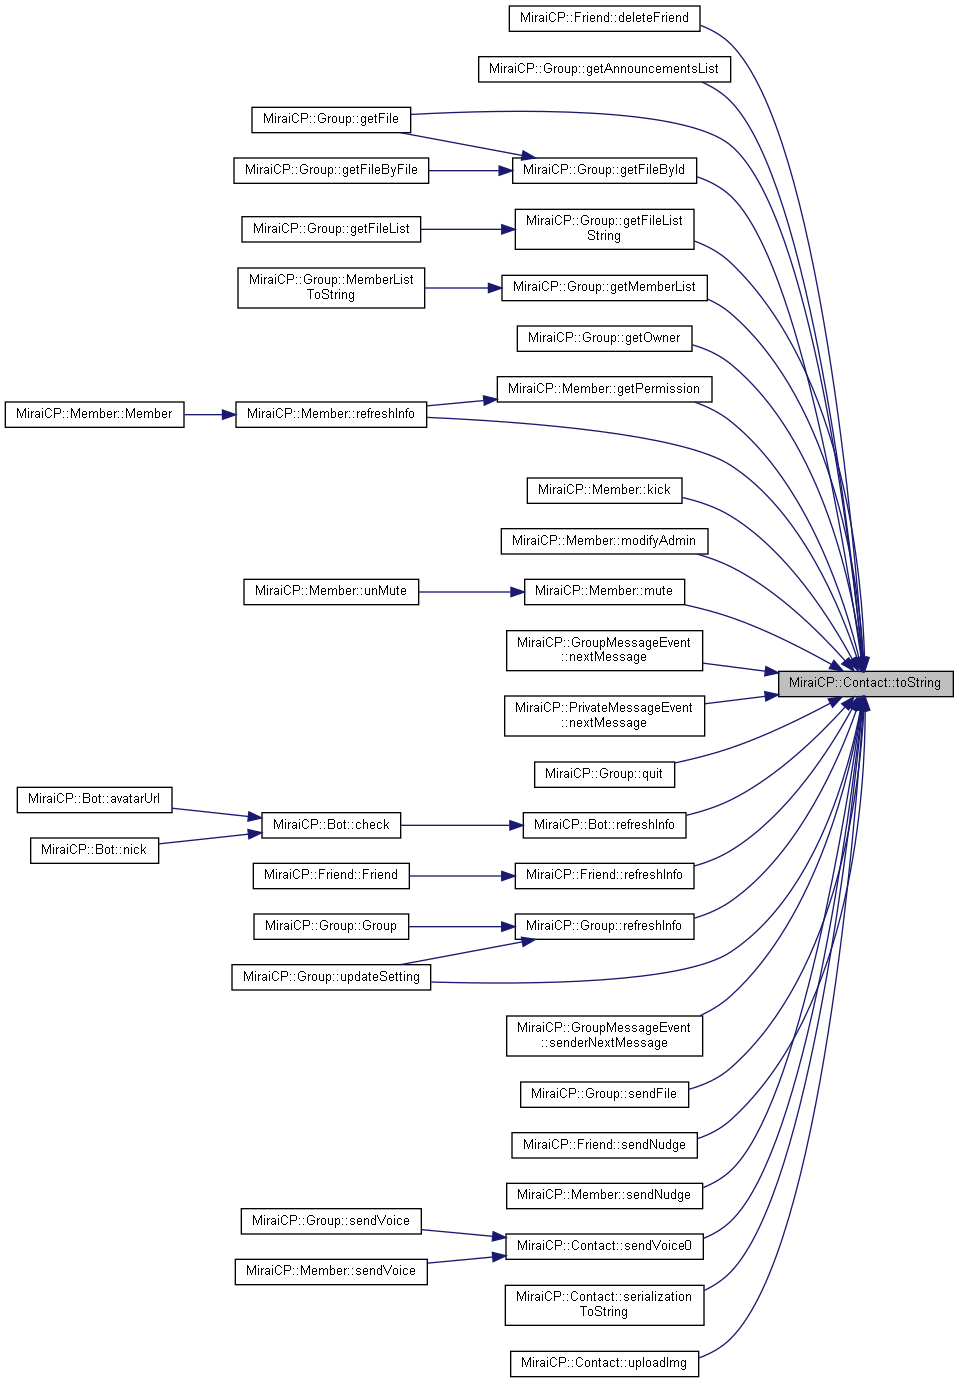 MiraiCP::Friend::deleteFriend
MiraiCP::Group::getAnnouncementsList
MiraiCP::Group::getFile
MiraiCP::Group::getFileByFile
MiraiCP::Group::getFileById
MiraiCP::Group::getFileList
MiraiCP::Group::getFileList
String
MiraiCP::Group::MemberList
ToString
MiraiCP::Group::getMemberList
MiraiCP::Group::getOwner
MiraiCP::Member::getPermission
MiraiCP::Member::Member
MiraiCP::Member::refreshInfo
MiraiCP::Member::kick
MiraiCP::Member::modifyAdmin
MiraiCP::Member::unMute
MiraiCP::Member::mute
MiraiCP::GroupMessageEvent
::nextMessage
MiraiCP::Contact::toString
MiraiCP::PrivateMessageEvent
::nextMessage
MiraiCP::Group::quit
MiraiCP::Bot::avatarUrl
MiraiCP::Bot::nick
MiraiCP::Bot::check
MiraiCP::Bot::refreshInfo
MiraiCP::Friend::Friend
MiraiCP::Friend::refreshInfo
MiraiCP::Group::Group
MiraiCP::Group::refreshInfo
MiraiCP::Group::updateSetting
MiraiCP::GroupMessageEvent
::senderNextMessage
MiraiCP::Group::sendFile
MiraiCP::Friend::sendNudge
MiraiCP::Member::sendNudge
MiraiCP::Group::sendVoice
MiraiCP::Member::sendVoice
MiraiCP::Contact::sendVoice0
MiraiCP::Contact::serialization
ToString
MiraiCP::Contact::uploadImg